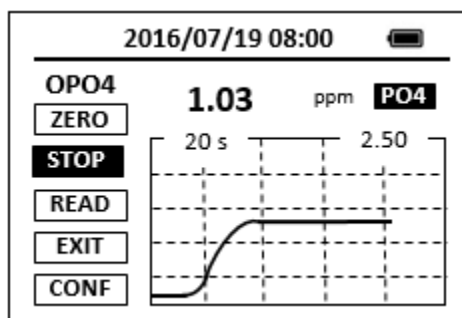 2016/07/19 08:00
OPO4
1.03 ppm PO4
ZERO
20 s 2.50
STOP
READ
EXIT
CONF